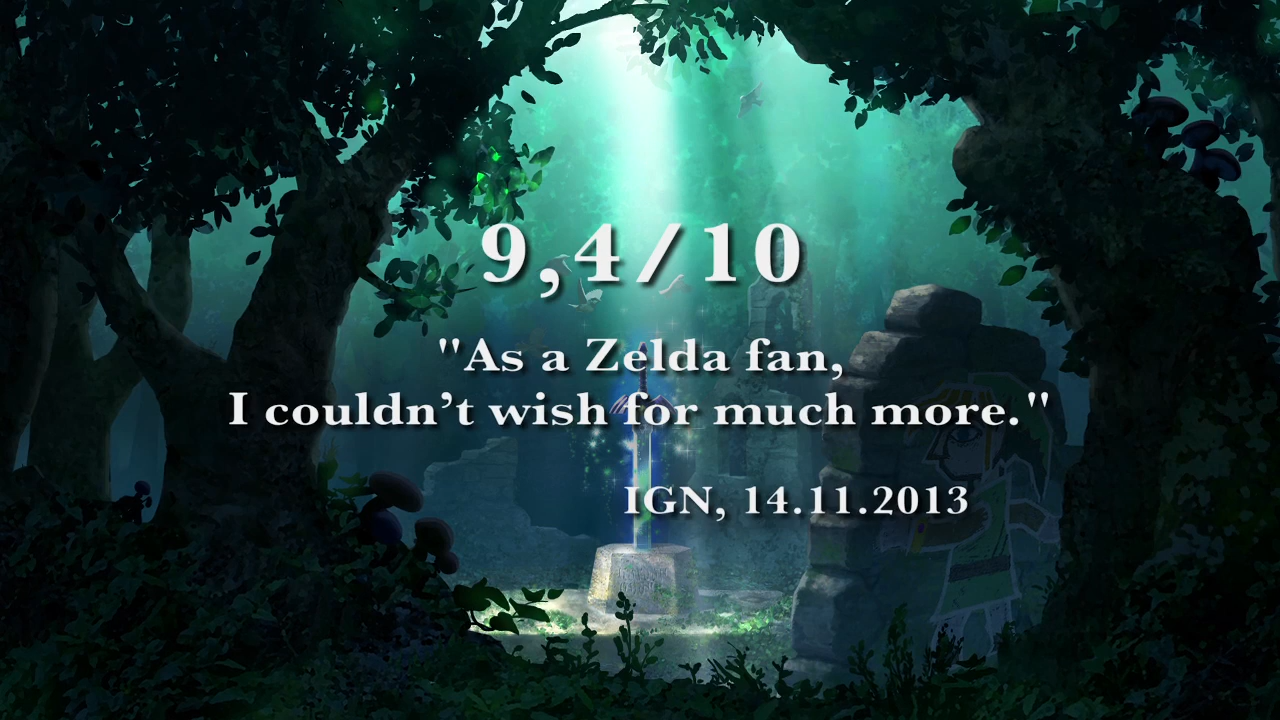 9,4/10
"As a Zelda fan,
I couldn’t wish for much more."
IGN, 14.11.2013